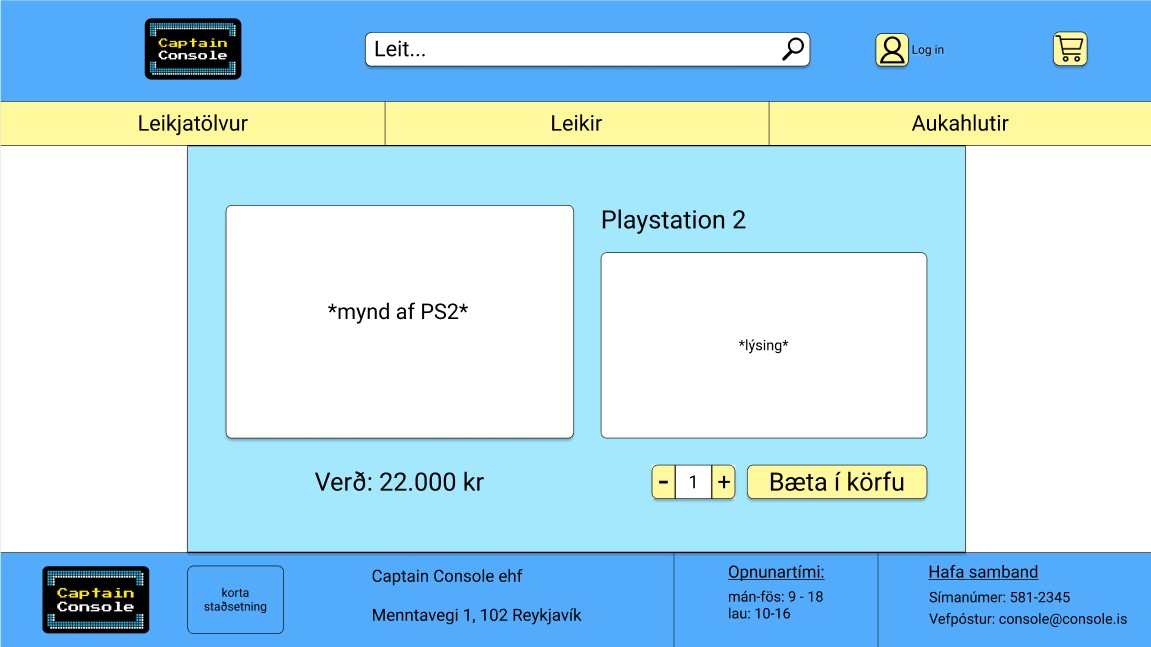 Captain
Console
Leit...
Log in
Leikjatölvur
Leikir
Aukahlutir
*mynd af PS2*
Playstation 2
*lýsing*
Verð: 22.000 kr
- 1 +
Bæta í körfu
Captain
Console
korta
staðsetning
Captain Console ehf
Menntavegi 1, 102 Reykjavík
Opnunartími:
mán-fös: 9 - 18
lau: 10-16
Hafa samband
Símanúmer: 581-2345
Vefpóstur: console@console.is